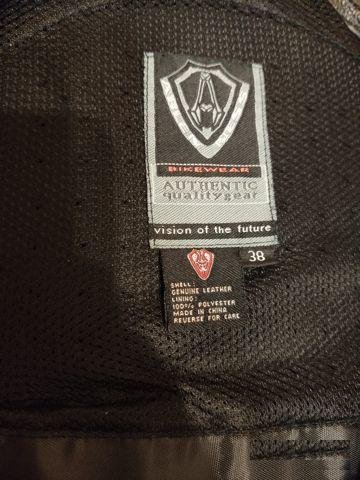 BIKEWEAR
AUTHENTIC
qualitygear
vision of the future
38
SHELL:
GENUINE LEATHER
LINING:
100% POLYESTER
MADE IN CHINA
REVERSE FOR CARE